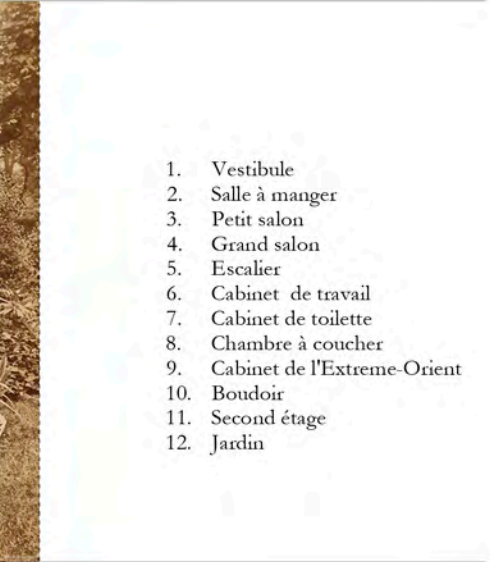 1. Vestibule
2. Salle à manger
3. Petit salon
4. Grand salon
5. Escalier
6. Cabinet de travail
7. Cabinet de toilette
8. Chambre à coucher
9. Cabinet de l'Extreme-Orient
10. Boudoir
11. Second étage
12. Jardin